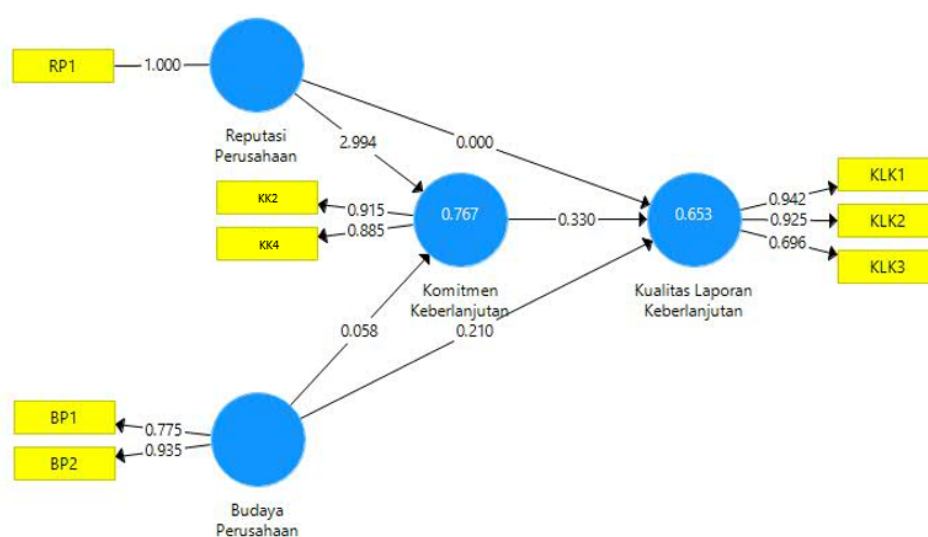 RP1
1.000
Reputasi
Perusahaan
2.994
0.000
KK2
0.915
KK4
0.885
0.767
0.330
0.653
Komitmen
Keberlanjutan
Kualitas Laporan
Keberlanjutan
0.942
KLK1
0.925
KLK2
0.696
KLK3
0.058
0.210
BP1
0.775
BP2
0.935
Budaya
Perusahaan